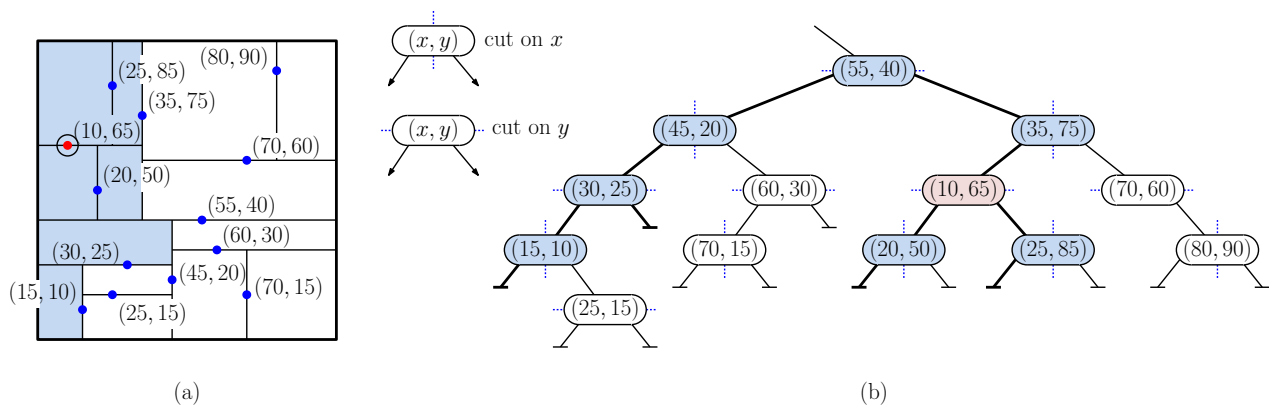 (80, 90)
(25, 85)
(35, 75)
(10, 65)
(70, 60)
(20, 50)
(55, 40)
(60, 30)
(30, 25)
(45, 20)
(15, 10)
(70, 15)
(25, 15)
(a)
(x, y) cut on x
(x, y) cut on y
(55, 40)
(45, 20) (35, 75)
(30, 25) (60, 30) (10, 65) (70, 60)
(15, 10) (70, 15) (20, 50) (25, 85) (80, 90)
(25, 15)
(b)